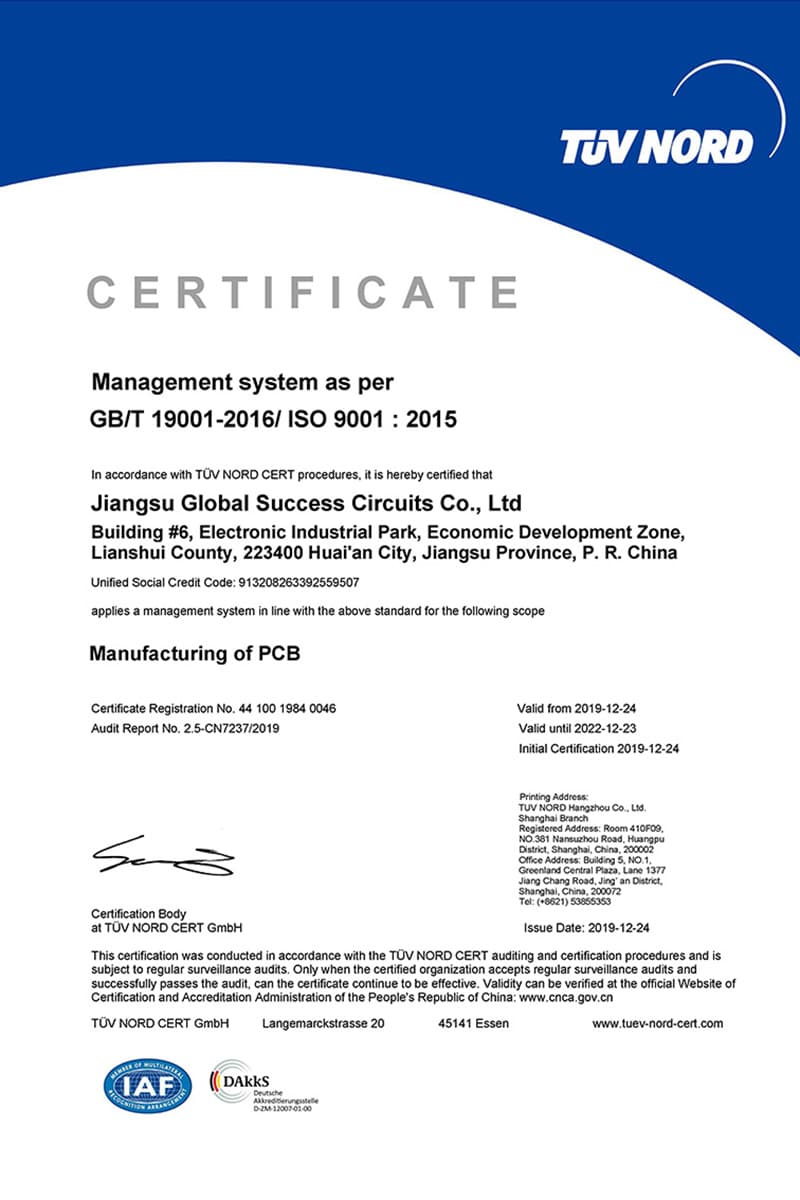 TÜV NORD
CERTIFICATE
Management system as per
GB/T 19001-2016/ ISO 9001 : 2015
In accordance with TÜV NORD CERT procedures, it is hereby certified that
Jiangsu Global Success Circuits Co., Ltd
Building #6, Electronic Industrial Park, Economic Development Zone,
Lianshui County, 223400 Huai'an City, Jiangsu Province, P. R. China
Unified Social Credit Code: 913208263392559507
applies a management system in line with the above standard for the following scope
Manufacturing of PCB
Certificate Registration No. 44 100 1984 0046
Audit Report No. 2.5-CN7237/2019
Valid from 2019-12-24
Valid until 2022-12-23
Initial Certification 2019-12-24
Printing Address:
TUV NORD Hangzhou Co., Ltd.
Shanghai Branch
Registered Address: Room 410F09,
NO.381 Nansuzhou Road, Huangpu
District, Shanghai, China, 200002
Office Address: Building 5, NO.1,
Greenland Central Plaza, Lane 1377
Jiang Chang Road, Jing' an District,
Shanghai, China, 200072
Tel: (+8621) 53855353
Certification Body
at TÜV NORD CERT GmbH
Issue Date: 2019-12-24
This certification was conducted in accordance with the TÜV NORD CERT auditing and certification procedures and is
subject to regular surveillance audits. Only when the certified organization accepts regular surveillance audits and
successfully passes the audit, can the certificate continue to be effective. Validity can be verified at the official Website of
Certification and Accreditation Administration of the People's Republic of China: www.cnca.gov.cn
TÜV NORD CERT GmbH Langemarckstrasse 20 45141 Essen www.tuev-nord-cert.com
MEMBER OF MULTILATERAL
IAF
RECOGNITION ARRANGEMENT
DAkkS
Deutsche
Akkreditierungsstelle
D-ZM-12007-01-00